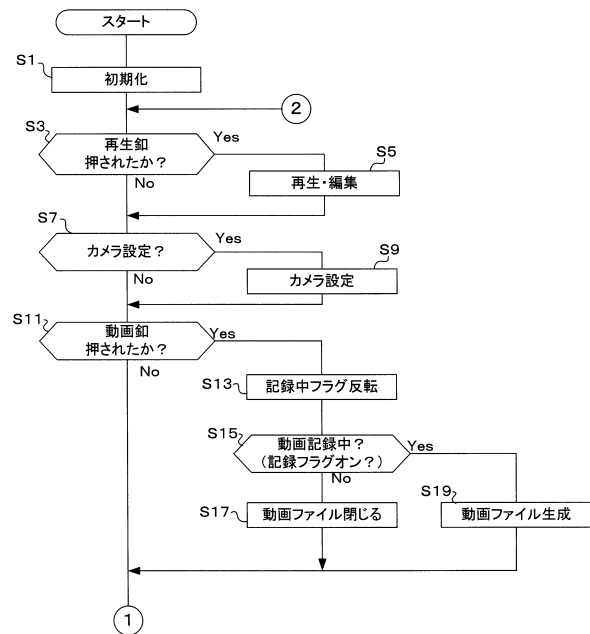 スタート
S1
初期化
2
S3
再生釦
押されたか？
Yes
No
S5
再生・編集
S7
カメラ設定？
Yes
No
S9
カメラ設定
S11
動画釦
押されたか？
Yes
No
S13
記録中フラグ反転
S15
動画記録中？
（記録フラグオン？）
Yes
No
S17
動画ファイル閉じる
S19
動画ファイル生成
1